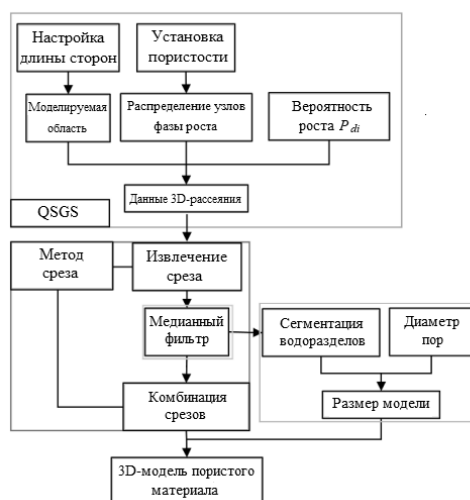 Настройка
длины сторон
Установка
пористости
Моделируемая
область
Распределение узлов
фазы роста
Вероятность
роста P di
Данные 3D-рассеяния
QSGS
Метод
среза
Извлечение
среза
Медианный
фильтр
Сегментация
водоразделов
Диаметр
пор
Комбинация
срезов
Размер модели
3D-модель пористого
материала